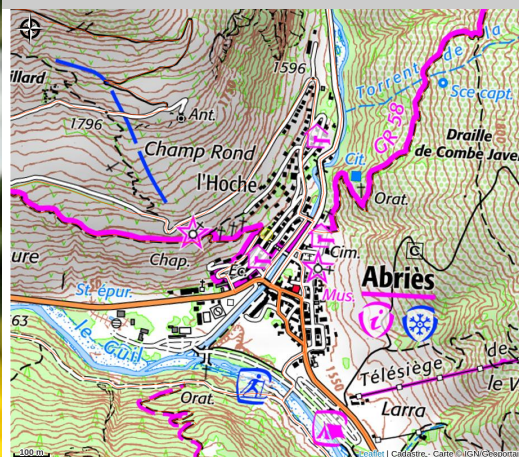 1596
Torrent de la
illard
Ant.
Sce capt.
1796
GR 58
Draille
de Combe Javel
Champ Rond
Cit.
l'Hoche
Orat.
Chap.
Cim.
ure
Ec.
C
Abriès
St. épur.
Mus.
i
63
le Guil
1550
Télésiège de
le V
Orat.
Larra
100 m
Leaflet | Cadastre - Carte © IGN/Geoportail